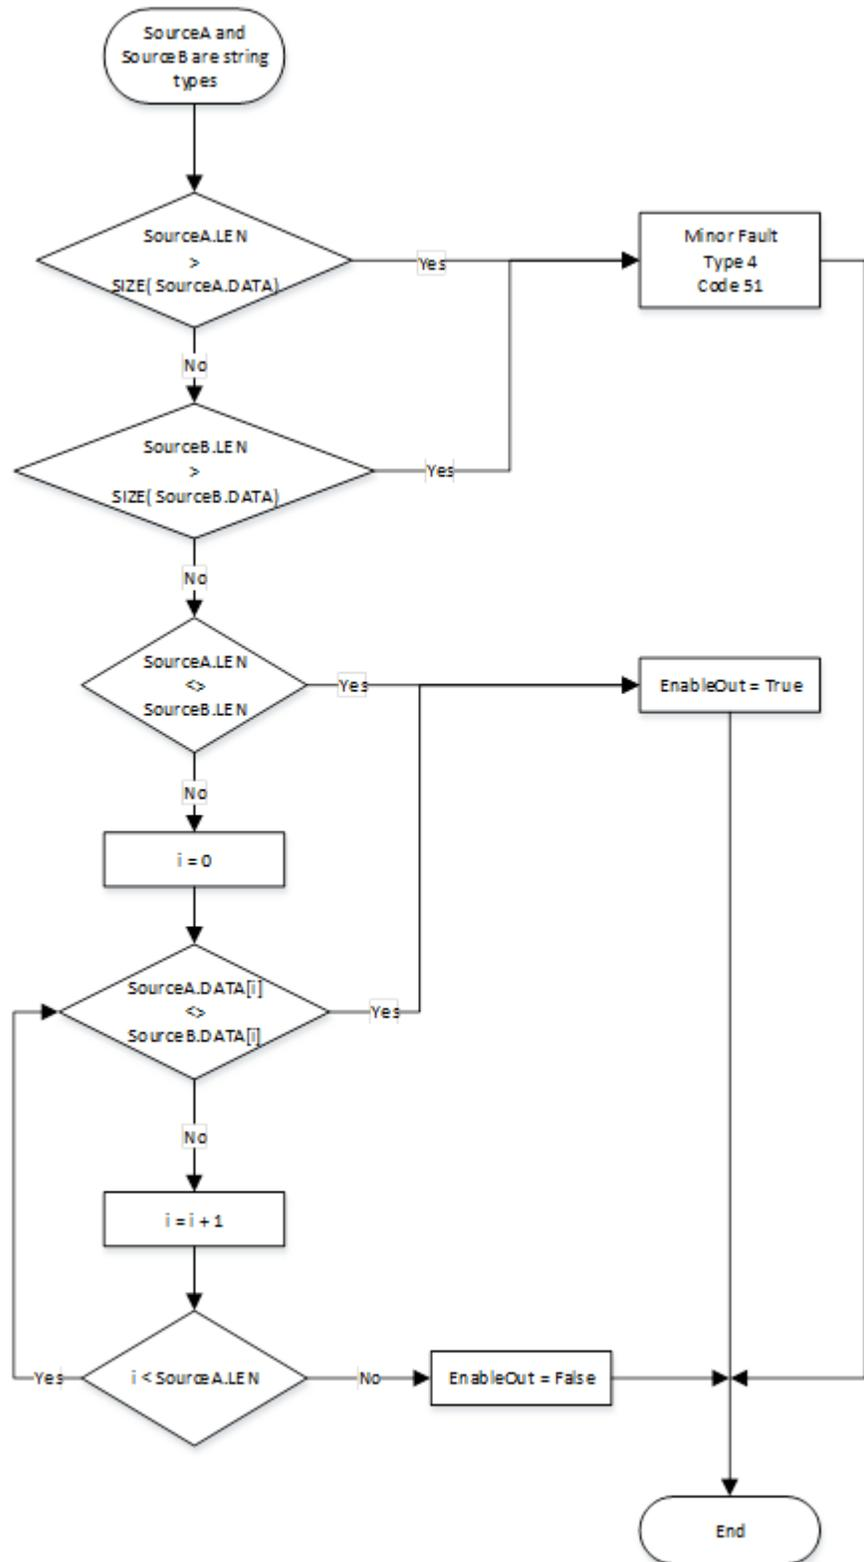 SourceA and
SourceB are string
types
SourceA.LEN
>
SIZE( SourceA.DATA)
Yes
Minor Fault
Type 4
Code 51
No
SourceB.LEN
>
SIZE( SourceB.DATA)
Yes
No
SourceA.LEN
<>
SourceB.LEN
Yes
EnableOut = True
No
i = 0
SourceA.DATA[i]
<>
SourceB.DATA[i]
Yes
No
i = i + 1
Yes
i < SourceA.LEN
No
EnableOut = False
End